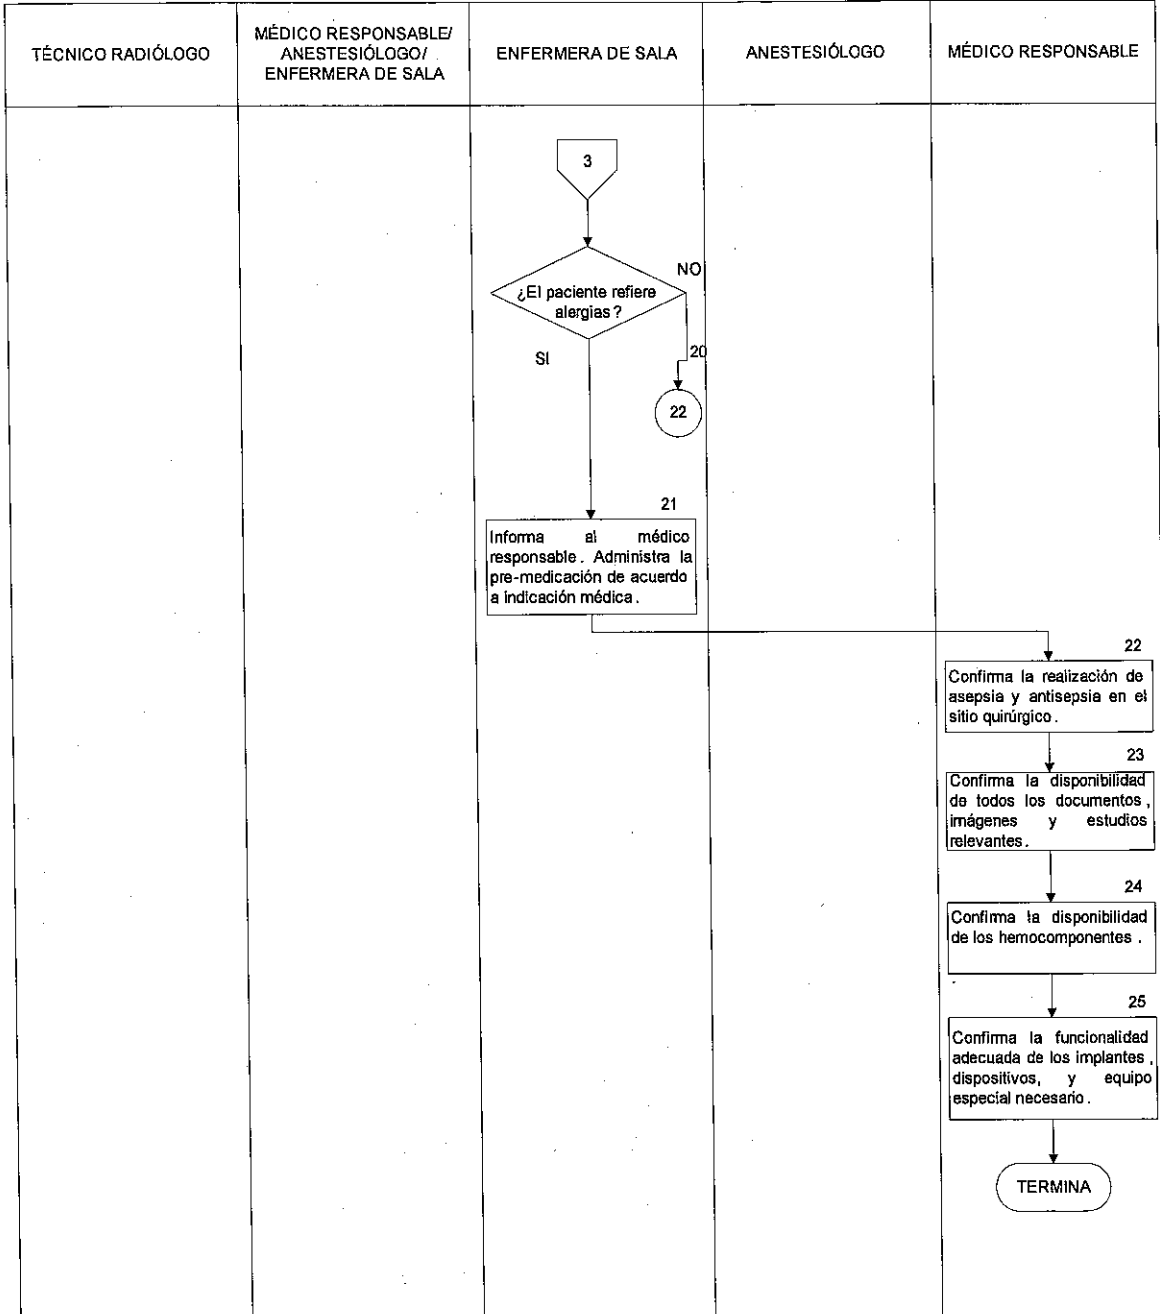 TÉCNICO RADIÓLOGO
MÉDICO RESPONSABLE/
ANESTESIÓLOGO/
ENFERMERA DE SALA
ENFERMERA DE SALA
ANESTESIÓLOGO
MÉDICO RESPONSABLE
3
¿El paciente refiere
alergias?
NO
SI
20
22
21
Informa al médico
responsable. Administra la
pre-medicación de acuerdo
a indicación médica.
22
Confirma la realización de
asepsia y antisepsia en el
sitio quirúrgico.
23
Confirma la disponibilidad
de todos los documentos,
imágenes y estudios
relevantes.
24
Confirma la disponibilidad
de los hemocomponentes.
25
Confirma la funcionalidad
adecuada de los implantes,
dispositivos, y equipo
especial necesario.
TERMINA